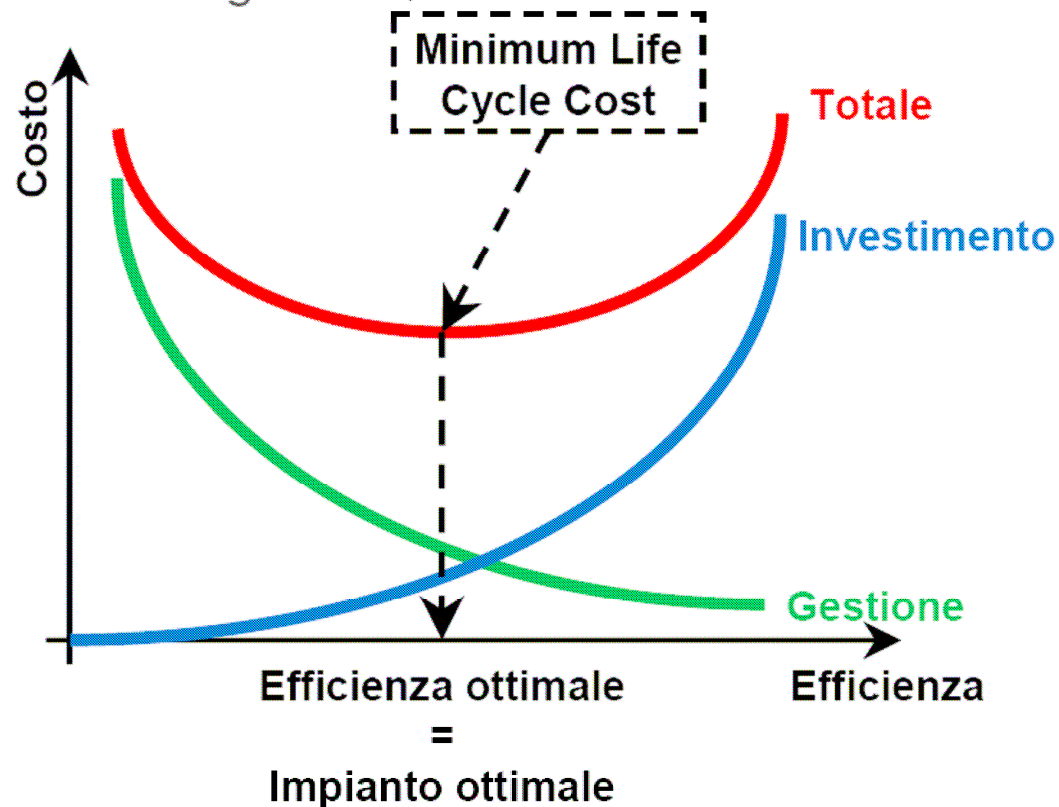 Minimum Life
Cycle Cost
Costo
Totale
Investimento
Gestione
Efficienza ottimale
=
Impianto ottimale
Efficienza